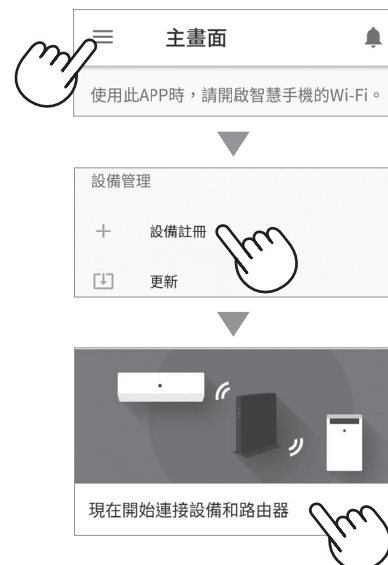 主畫面
使用此APP時，請開啟智慧手機的Wi-Fi。
設備管理
設備註冊
更新
現在開始連接設備和路由器